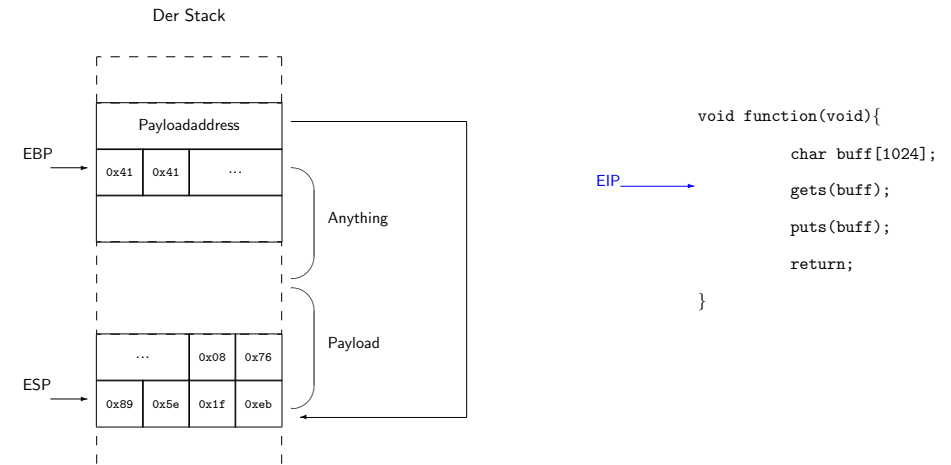 Der Stack
Payloadaddress
EBP
0x41 0x41 ...
Anything
... 0x08 0x76
Payload
ESP
0x89 0x5e 0x1f 0xeb
void function(void){
char buff[1024];
EIP
gets(buff);
puts(buff);
return;
}